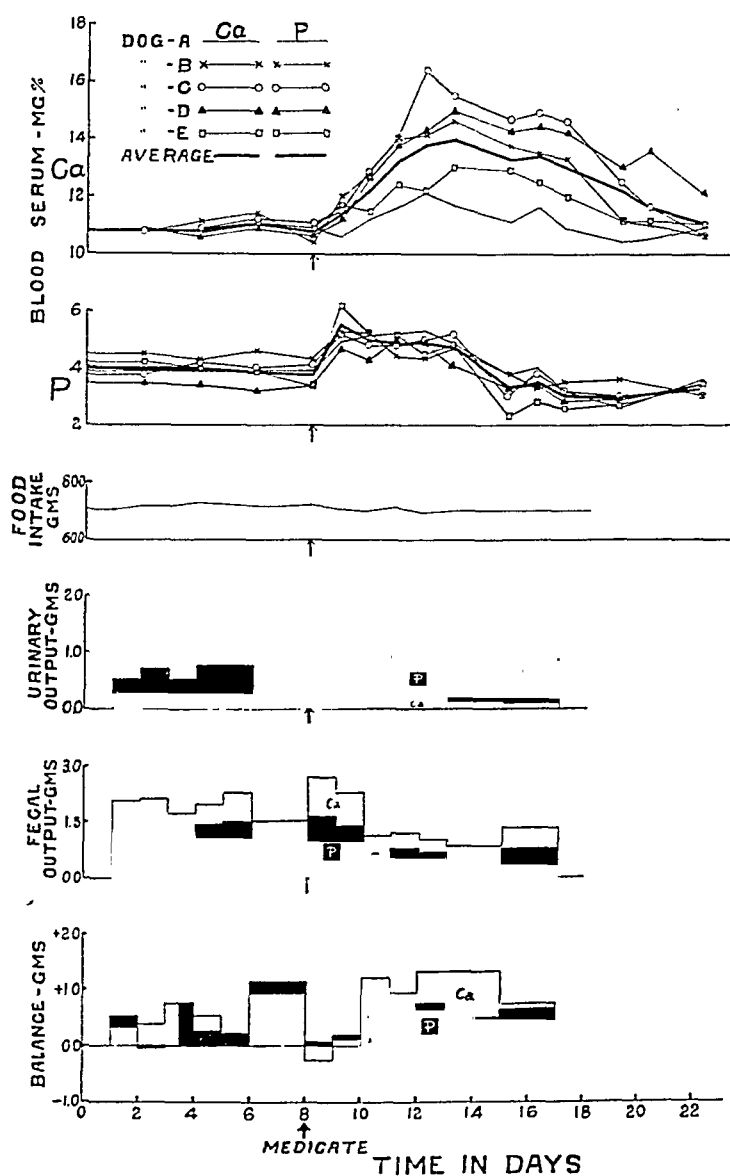 18
16
14
12
10
BLOOD SERUM - MG%
Ca
Ca P
DOG-A
" -B
" -C
" -D
" -E
AVERAGE
6
4
2
P
↑
800
600
FOOD INTAKE GMS
↑
2.0
1.0
0.0
URINARY OUTPUT-GMS
P
Ca
↑
3.0
1.5
0.0
FECAL OUTPUT-GMS
Ca
P
+2.0
+1.0
0.0
-1.0
BALANCE-GMS
Ca
P
0 2 4 6 8 10 12 14 16 18 20 22
↑
MEDICATE
TIME IN DAYS